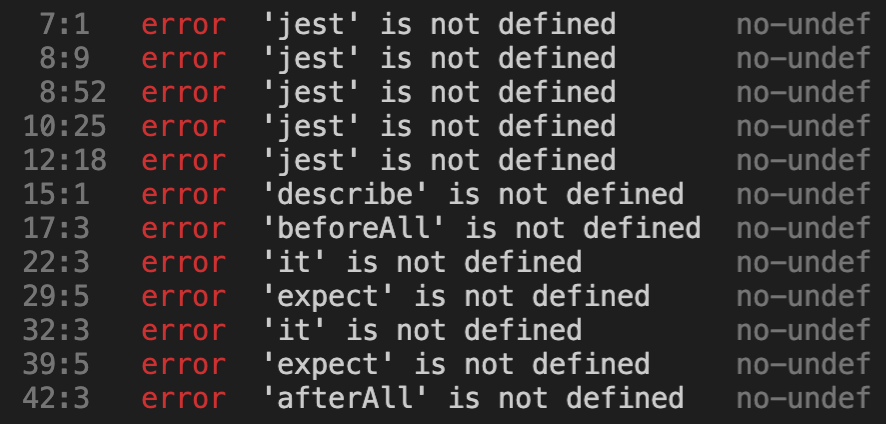 7:1 error 'jest' is not defined no-undef
8:9 error 'jest' is not defined no-undef
8:52 error 'jest' is not defined no-undef
10:25 error 'jest' is not defined no-undef
12:18 error 'jest' is not defined no-undef
15:1 error 'describe' is not defined no-undef
17:3 error 'beforeAll' is not defined no-undef
22:3 error 'it' is not defined no-undef
29:5 error 'expect' is not defined no-undef
32:3 error 'it' is not defined no-undef
39:5 error 'expect' is not defined no-undef
42:3 error 'afterAll' is not defined no-undef